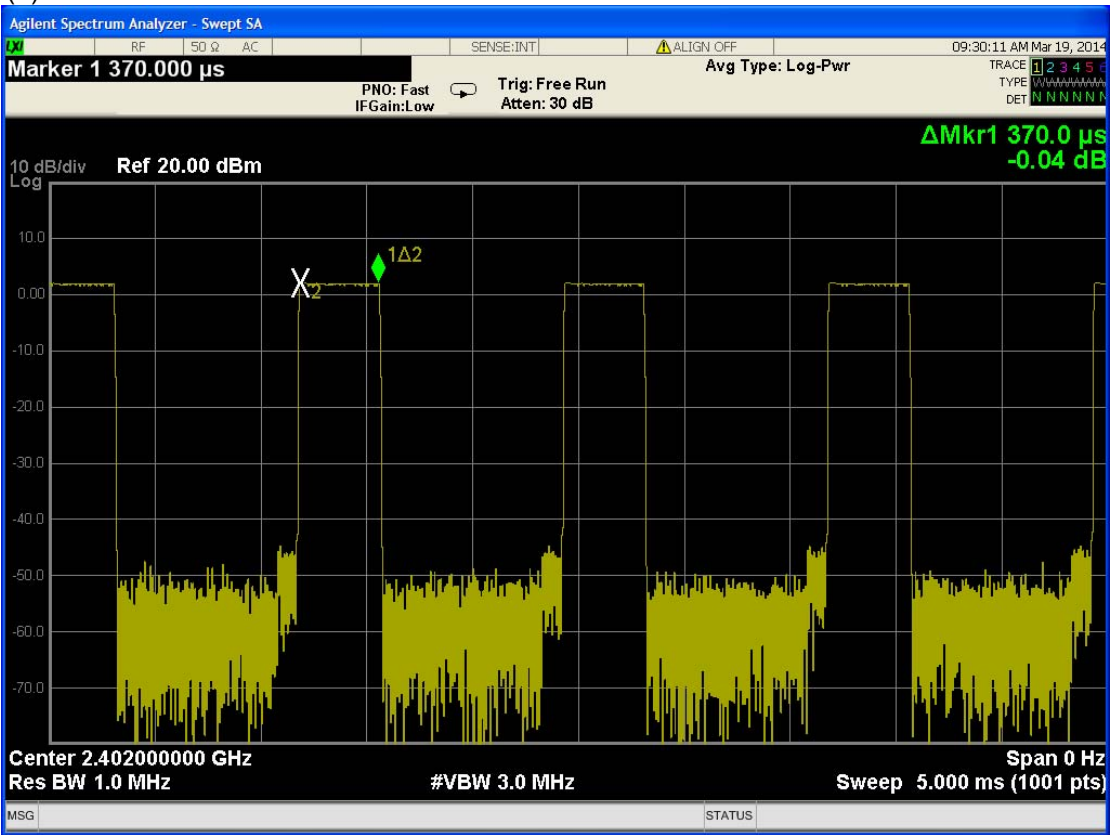 Agilent Spectrum Analyzer - Swept SA
LXI RF 50 Ω AC SENSE:INT ALIGN OFF 09:30:11 AM Mar 19, 2014
Marker 1 370.000 µs
PNO: Fast
IFGain:Low
Trig: Free Run
Atten: 30 dB
Avg Type: Log-Pwr
TRACE 1 2 3 4 5 6
TYPE
DET N N N N N
ΔMkr1 370.0 µs
-0.04 dB
10 dB/div Ref 20.00 dBm
Log
10.0
1Δ2
X2
0.00
-10.0
-20.0
-30.0
-40.0
-50.0
-60.0
-70.0
Center 2.402000000 GHz Span 0 Hz
Res BW 1.0 MHz #VBW 3.0 MHz Sweep 5.000 ms (1001 pts)
MSG STATUS